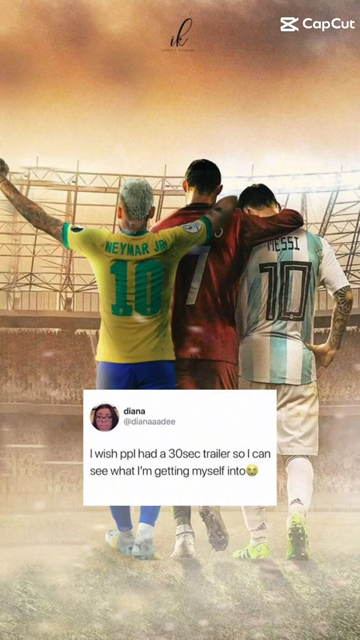 ik
CapCut
NEYMAR JR
10
7
MESSI
10
diana
@dianaaadee
I wish ppl had a 30sec trailer so I can
see what I'm getting myself into😭